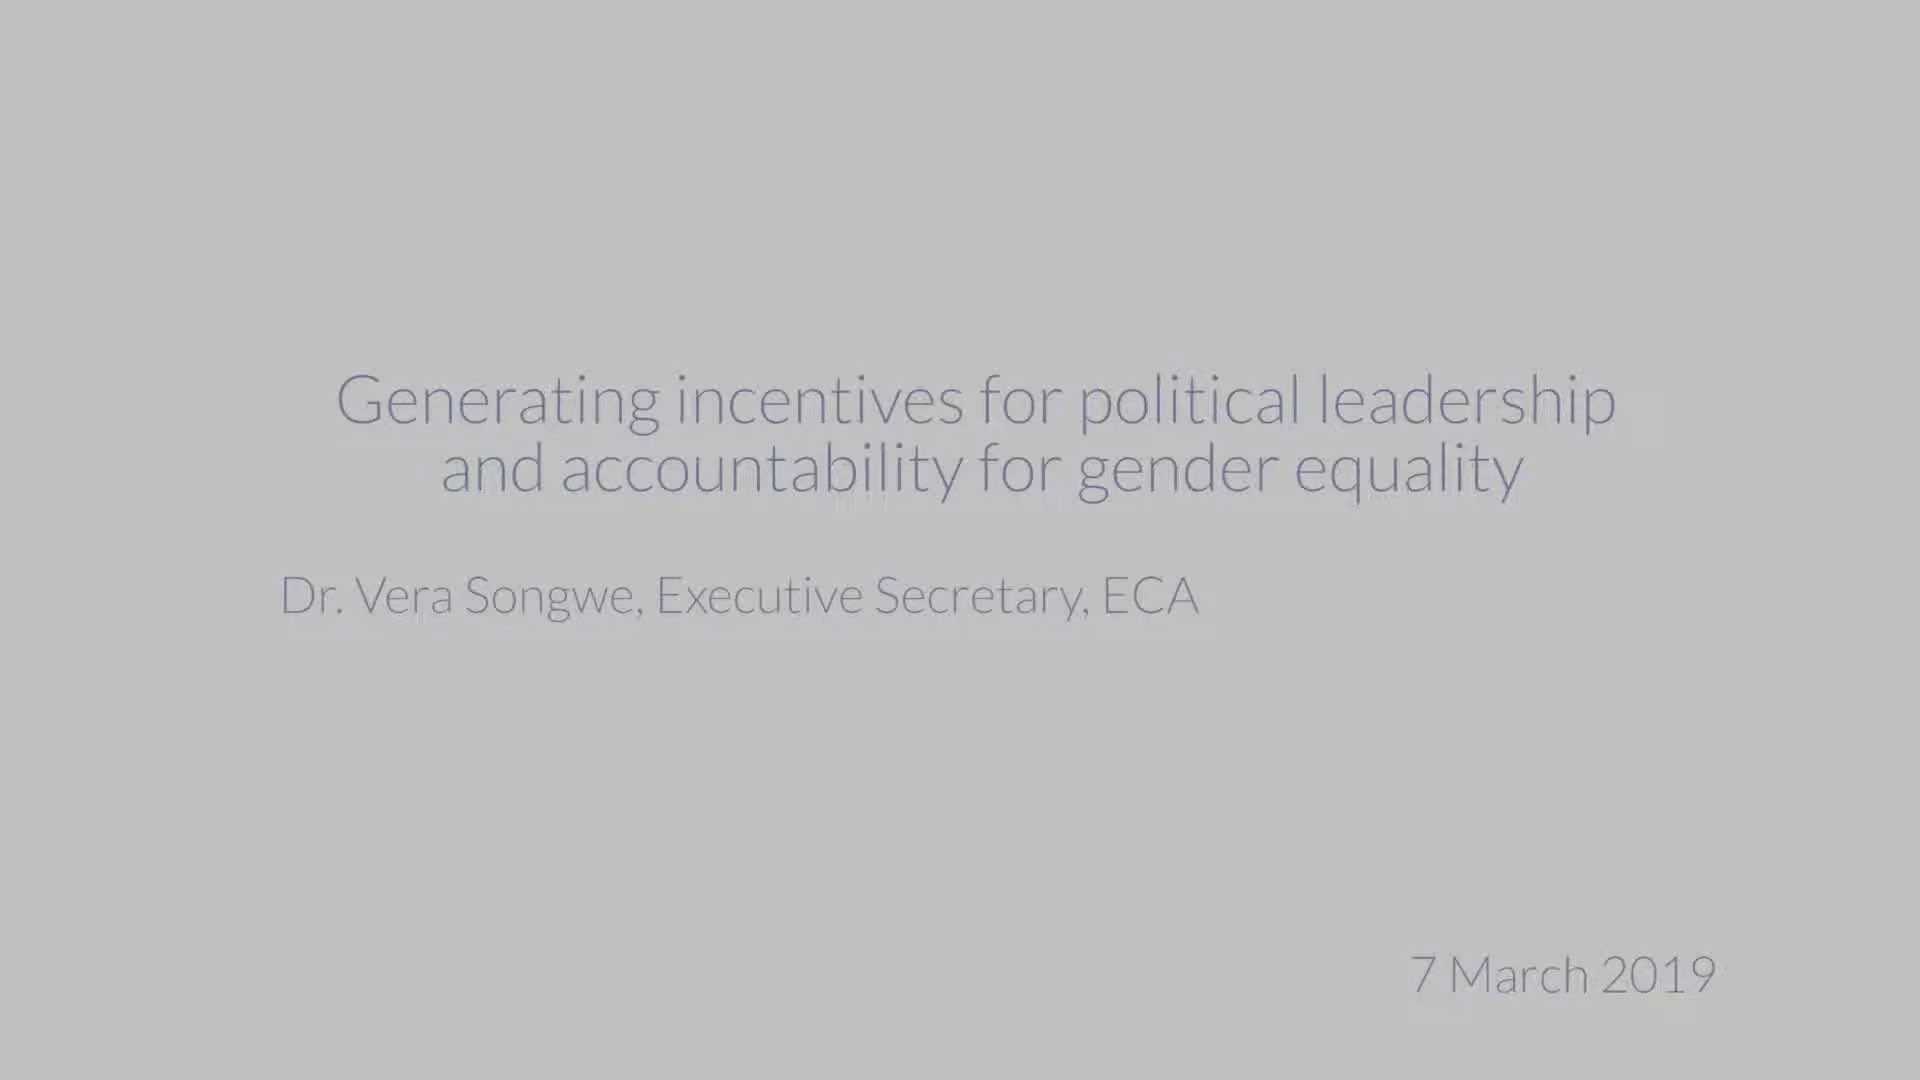 Generating incentives for political leadership
and accountability for gender equality
Dr. Vera Songwe, Executive Secretary, ECA
7 March 2019